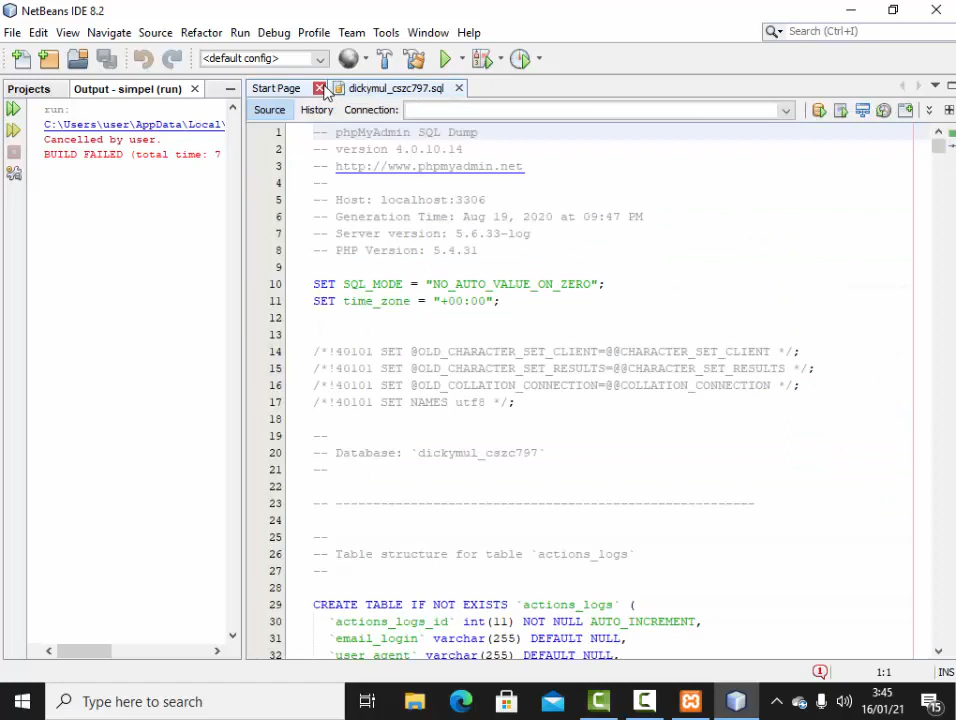 NetBeans IDE 8.2
File Edit View Navigate Source Refactor Run Debug Profile Team Tools Window Help
Search (Ctrl+I)
<default config>
Projects
Output - simpel (run)
Start Page
dickymul_cszc797.sql
Source History Connection:
run:
C:\Users\user\AppData\Local\
Cancelled by user.
BUILD FAILED (total time: 7
1 -- phpMyAdmin SQL Dump
2 -- version 4.0.10.14
3 -- http://www.phpmyadmin.net
4 --
5 -- Host: localhost:3306
6 -- Generation Time: Aug 19, 2020 at 09:47 PM
7 -- Server version: 5.6.33-log
8 -- PHP Version: 5.4.31
9
10 SET SQL_MODE = "NO_AUTO_VALUE_ON_ZERO";
11 SET time_zone = "+00:00";
12
13
14 /*!40101 SET @OLD_CHARACTER_SET_CLIENT=@@CHARACTER_SET_CLIENT */;
15 /*!40101 SET @OLD_CHARACTER_SET_RESULTS=@@CHARACTER_SET_RESULTS */;
16 /*!40101 SET @OLD_COLLATION_CONNECTION=@@COLLATION_CONNECTION */;
17 /*!40101 SET NAMES utf8 */;
18
19 --
20 -- Database: `dickymul_cszc797`
21 --
22
23 -- --------------------------------------------------------
24
25 --
26 -- Table structure for table `actions_logs`
27 --
28
29 CREATE TABLE IF NOT EXISTS `actions_logs` (
30 `actions_logs_id` int(11) NOT NULL AUTO_INCREMENT,
31 `email_login` varchar(255) DEFAULT NULL,
32 `user_agent` varchar(255) DEFAULT NULL,
1:1 INS
Type here to search
3:45
16/01/21
15